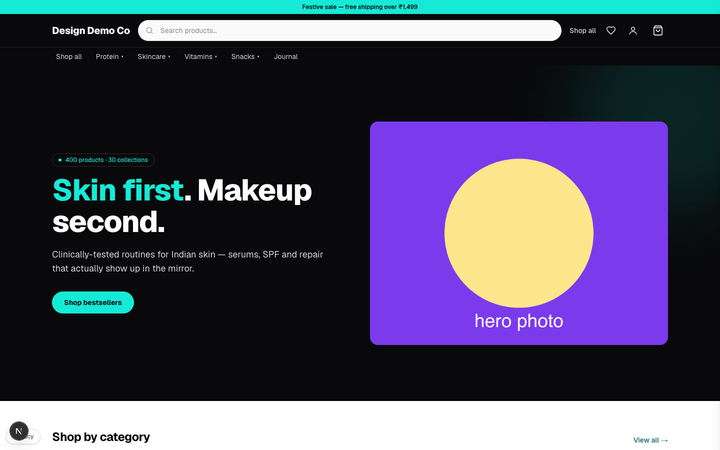 Festive sale — free shipping over ₹1,499
Design Demo Co
Search products...
Shop all
Shop all
Protein
Skincare
Vitamins
Snacks
Journal
400 products · 30 collections
Skin first. Makeup
second.
Clinically-tested routines for Indian skin — serums, SPF and repair
that actually show up in the mirror.
Shop bestsellers
hero photo
N
Shop by category
View all →